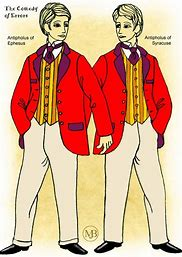 The Comedy
of Errors
Antipholus of
Ephesus
Antipholus of
Syracuse
MB